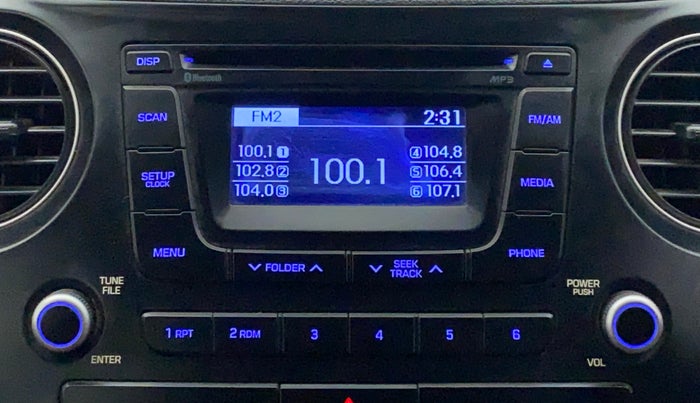 DISP
Bluetooth
MP3
SCAN
FM2
2:31
FM/AM
100.1 1
100.1
4 104.8
102.8 2
5 106.4
104.0 3
6 107.1
SETUP
CLOCK
MEDIA
MENU
FOLDER
SEEK
TRACK
PHONE
TUNE
FILE
POWER
PUSH
1 RPT
2 RDM
3
4
5
6
ENTER
VOL